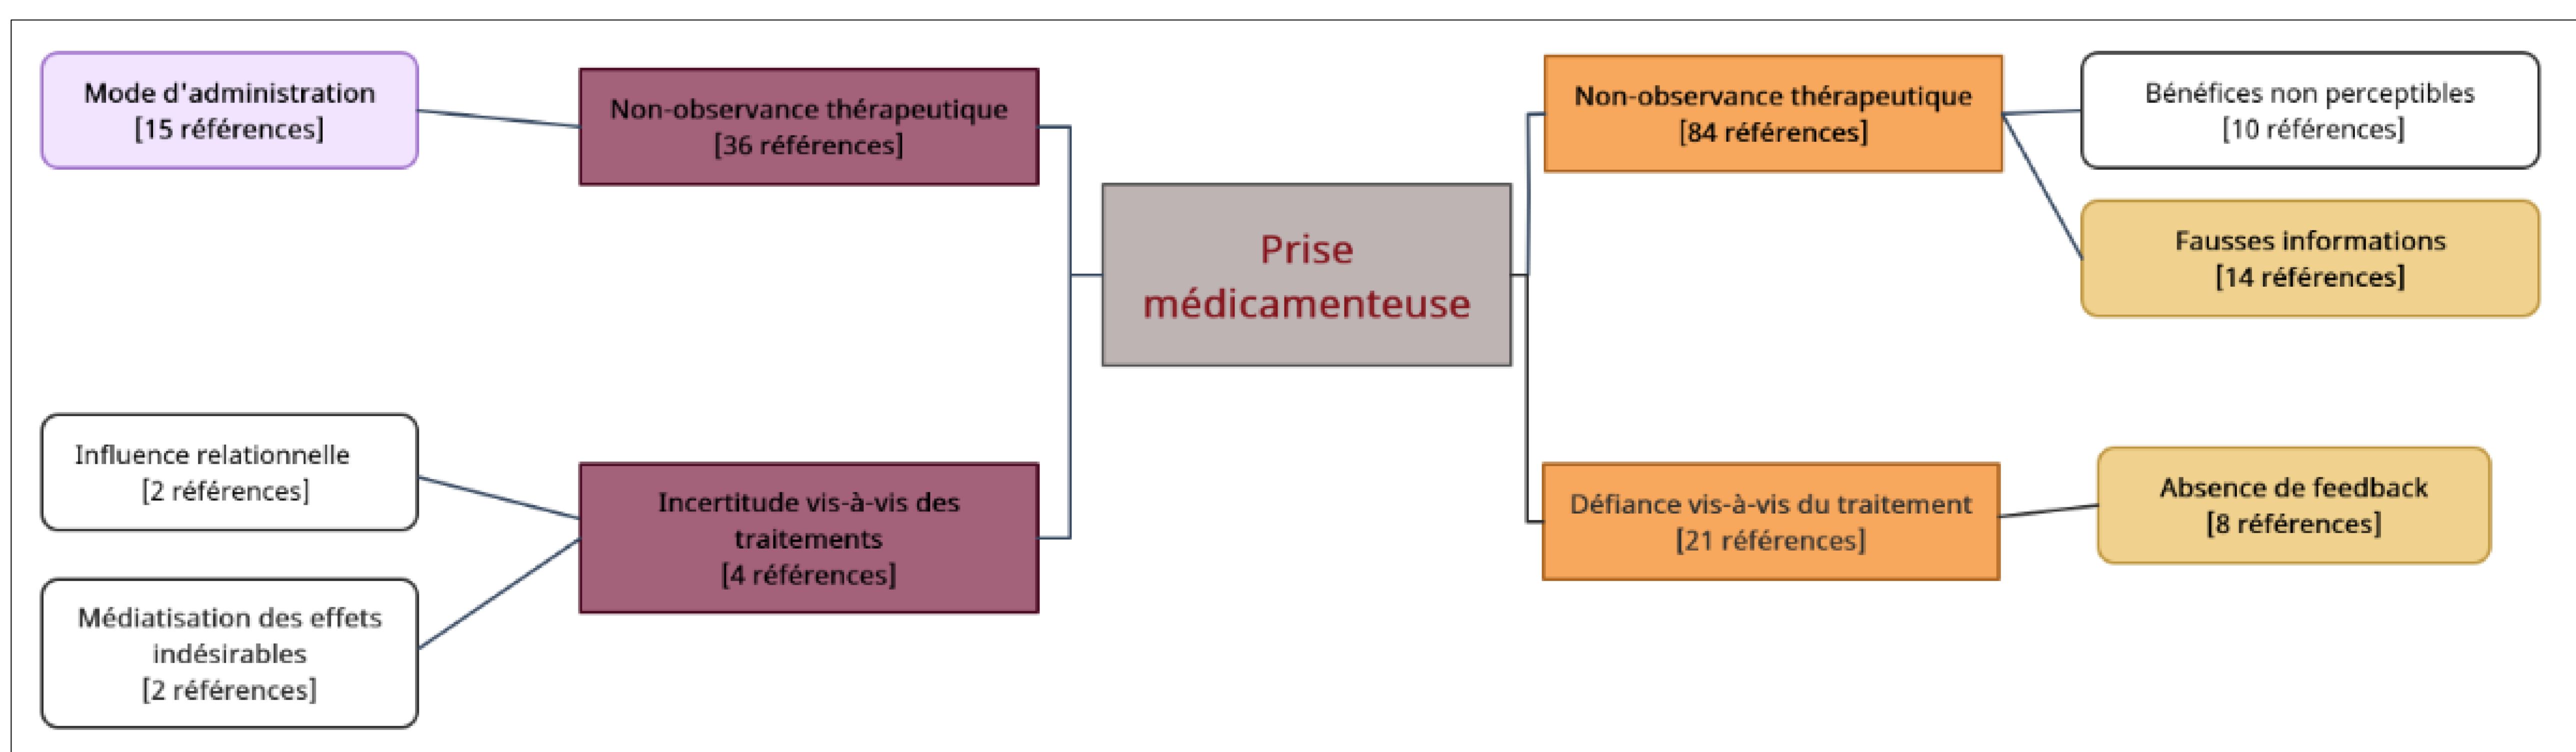 Mode d'administration
[15 références]
Non-observance thérapeutique
[36 références]
Influence relationnelle
[2 références]
Médiatisation des effets
indésirables
[2 références]
Incertitude vis-à-vis des
traitements
[4 références]
Prise
médicamenteuse
Non-observance thérapeutique
[84 références]
Bénéfices non perceptibles
[10 références]
Fausses informations
[14 références]
Défiance vis-à-vis du traitement
[21 références]
Absence de feedback
[8 références]